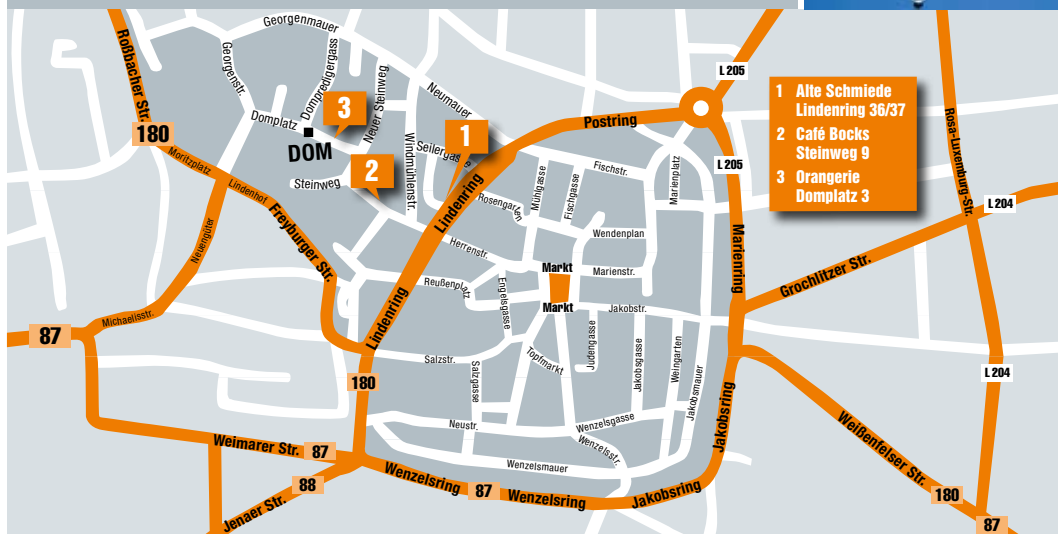 Georgenmauer
Roßbacher Str.
Georgenstr.
Dompredigergass
Neuer Steinweg
Neumauer
L 205
1 Alte Schmiede
Lindenring 36/37
2 Café Bocks
Steinweg 9
3 Orangerie
Domplatz 3
Domplatz
3
DOM
180
1
Postring
Rosa-Luxemburg-Str.
Moritzplatz
Lindenhof
Windmühlenstr.
Seilergasse
Fischstr.
L 205
2
Steinweg
Lindenring
Rosengarten
Mühlgasse
Fischgasse
Marienplatz
L 204
Neuengüter
Freyburger Str.
Herrenstr.
Wendenplan
Marienring
Grochlitzer Str.
Reußenplatz
Engelsgasse
Markt
Marienstr.
Markt
Jakobstr.
Michaelisstr.
87
Lindenring
Salzstr.
Topfmarkt
Judengasse
Jakobsgasse
Weingarten
Jakobsmauer
L 204
180
Salzgasse
Neustr.
Wenzelsgasse
Wenzelsstr.
Jakobsring
Weißenfelser Str.
Weimarer Str.
87
Wenzelsmauer
88
Wenzelsring
87
Wenzelsring
Jakobsring
180
Jenaer Str.
87